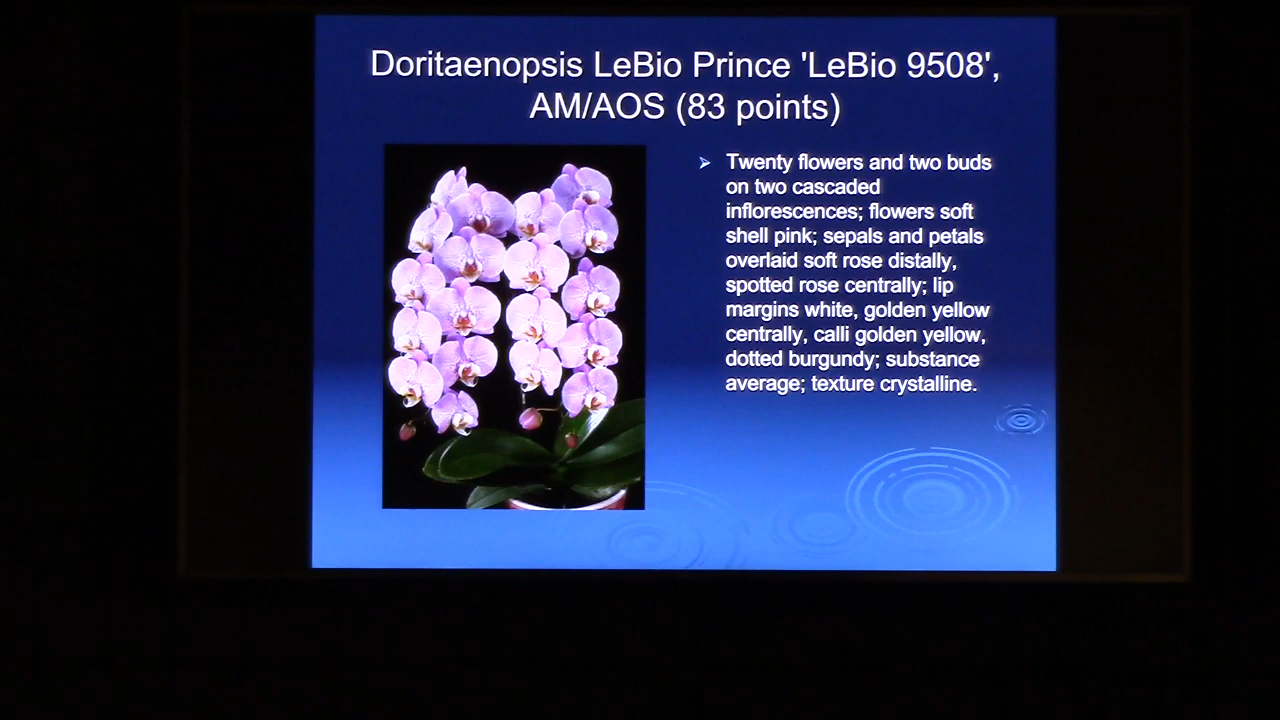 Doritaenopsis LeBio Prince 'LeBio 9508',
AM/AOS (83 points)
Twenty flowers and two buds
on two cascaded
inflorescences; flowers soft
shell pink; sepals and petals
overlaid soft rose distally,
spotted rose centrally; lip
margins white, golden yellow
centrally, calli golden yellow,
dotted burgundy; substance
average; texture crystalline.